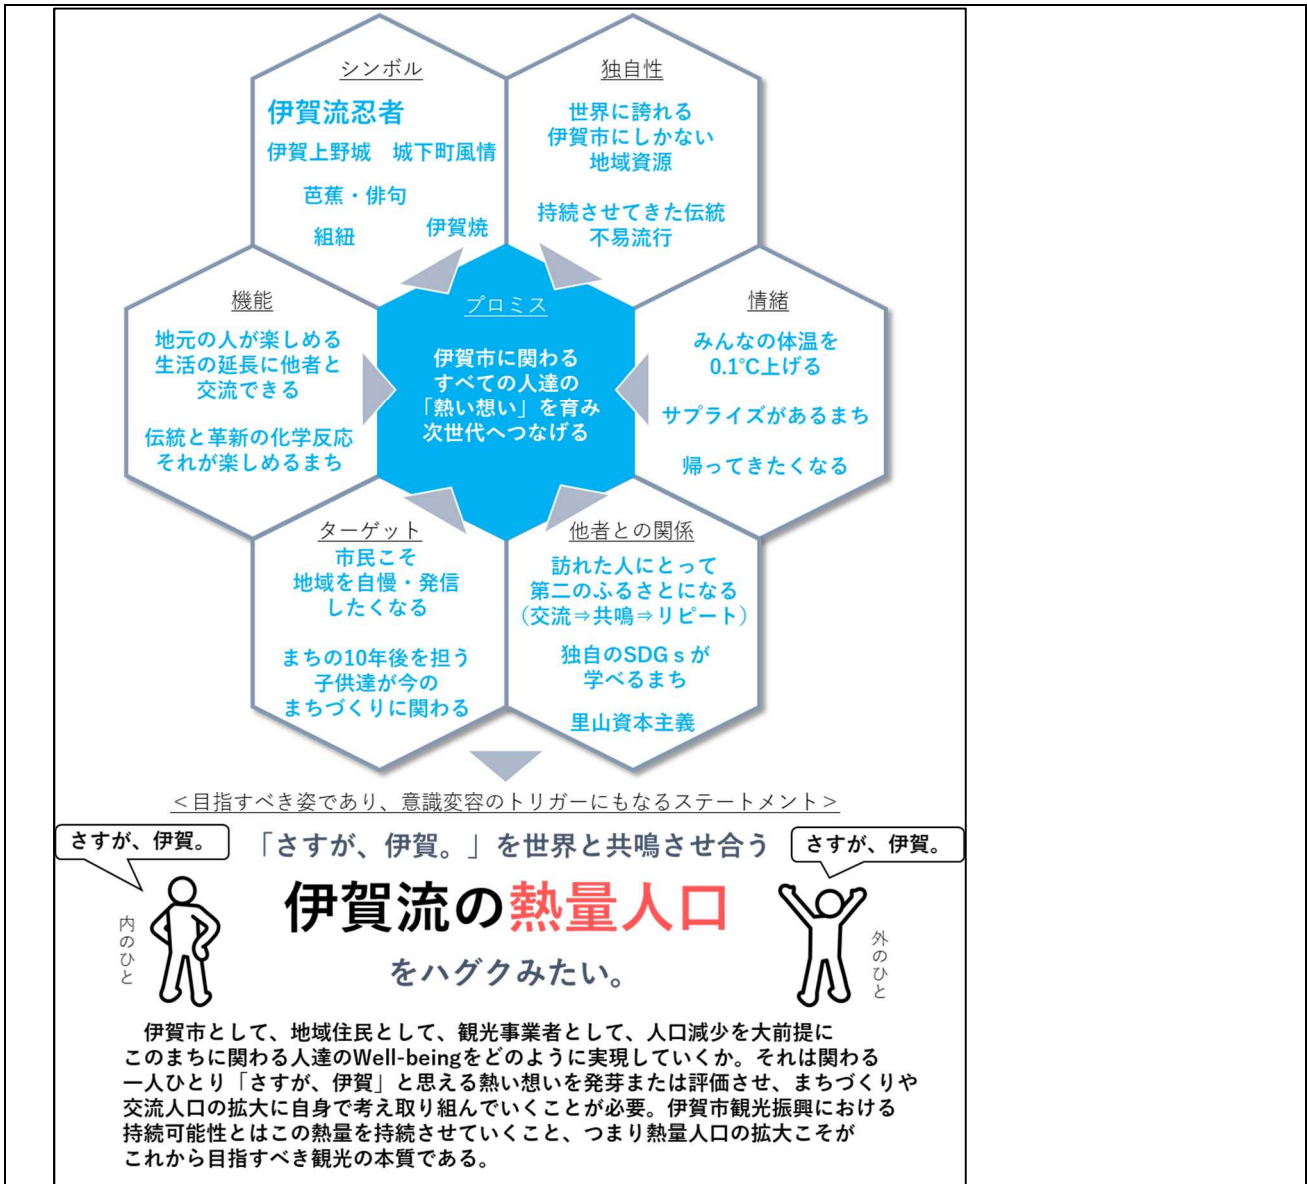 シンボル
伊賀流忍者
伊賀上野城　城下町風情
芭蕉・俳句
組紐
伊賀焼
独自性
世界に誇れる
伊賀市にしかない
地域資源
持続させてきた伝統
不易流行
機能
地元の人が楽しめる
生活の延長に他者と
交流できる
伝統と革新の化学反応
それが楽しめるまち
プロミス
伊賀市に関わる
すべての人達の
「熱い想い」を育み
次世代へつなげる
情緒
みんなの体温を
0.1℃上げる
サプライズがあるまち
帰ってきたくなる
ターゲット
市民こそ
地域を自慢・発信
したくなる
まちの10年後を担う
子供達が今の
まちづくりに関わる
他者との関係
訪れた人にとって
第二のふるさとになる
（交流⇒共鳴⇒リピート）
独自のSDGｓが
学べるまち
里山資本主義
＜目指すべき姿であり、意識変容のトリガーにもなるステートメント＞
さすが、伊賀。
「さすが、伊賀。」を世界と共鳴させ合う
さすが、伊賀。
伊賀流の熱量人口
をハグクみたい。
内のひと
外のひと
伊賀市として、地域住民として、観光事業者として、人口減少を大前提に
このまちに関わる人達のWell-beingをどのように実現していくか。それは関わる
一人ひとり「さすが、伊賀」と思える熱い想いを発芽または評価させ、まちづくりや
交流人口の拡大に自身で考え取り組んでいくことが必要。伊賀市観光振興における
持続可能性とはこの熱量を持続させていくこと、つまり熱量人口の拡大こそが
これから目指すべき観光の本質である。